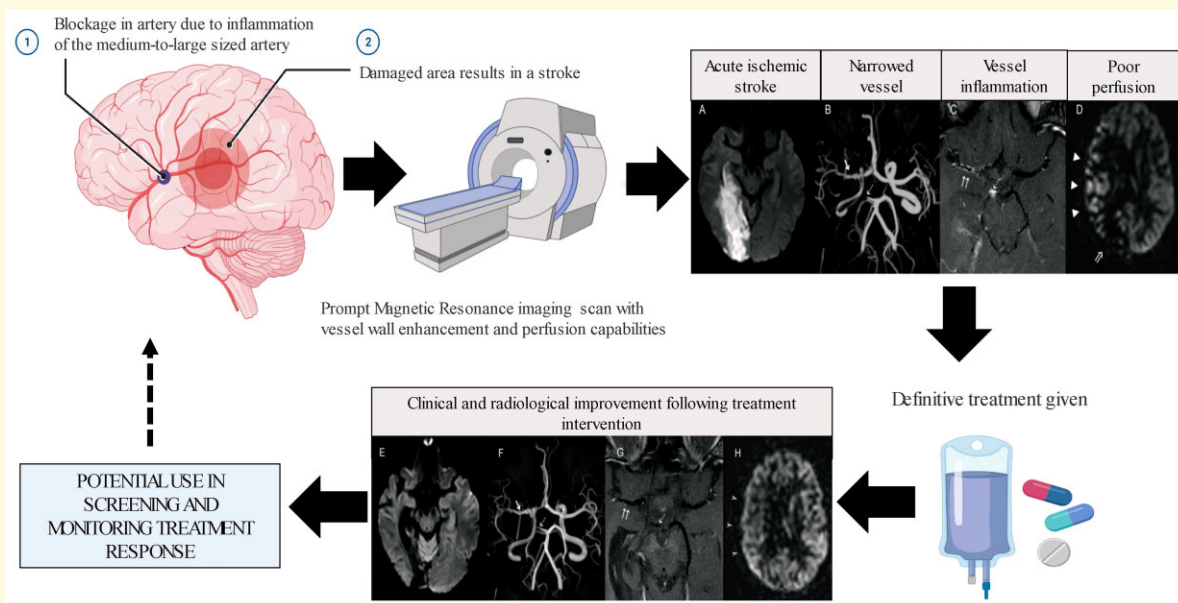 1
Blockage in artery due to inflammation
of the medium-to-large sized artery
2
Damaged area results in a stroke
Prompt Magnetic Resonance imaging scan with
vessel wall enhancement and perfusion capabilities
Acute ischemic
stroke
Narrowed
vessel
Vessel
inflammation
Poor
perfusion
A
B
C
D
Definitive treatment given
Clinical and radiological improvement following treatment
intervention
E
F
G
H
POTENTIAL USE IN
SCREENING AND
MONITORING TREATMENT
RESPONSE